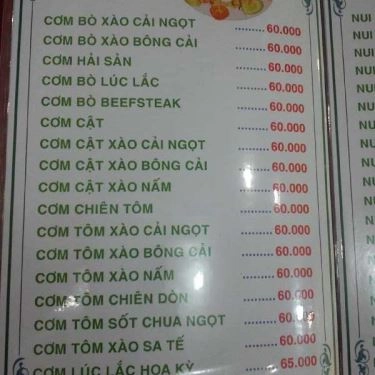 CƠM BÒ XÀO CẢI NGỌT ......... 60.000
CƠM BÒ XÀO BÔNG CẢI ......... 60.000
CƠM HẢI SẢN ......... 60.000
CƠM BÒ LÚC LẮC ......... 60.000
CƠM BÒ BEEFSTEAK ......... 60.000
CƠM CẬT ......... 60.000
CƠM CẬT XÀO CẢI NGỌT ......... 60.000
CƠM CẬT XÀO BÔNG CẢI ......... 60.000
CƠM CẬT XÀO NẤM ......... 60.000
CƠM CHIÊN TÔM ......... 60.000
CƠM TÔM XÀO CẢI NGỌT ......... 60.000
CƠM TÔM XÀO BÔNG CẢI ......... 60.000
CƠM TÔM XÀO NẤM ......... 60.000
CƠM TÔM CHIÊN DÒN ......... 60.000
CƠM TÔM SỐT CHUA NGỌT ......... 60.000
CƠM TÔM XÀO SA TẾ ......... 60.000
CƠM LÚC LẮC HOA KỲ ......... 65.000
NUI
NUI
NUI
NUI